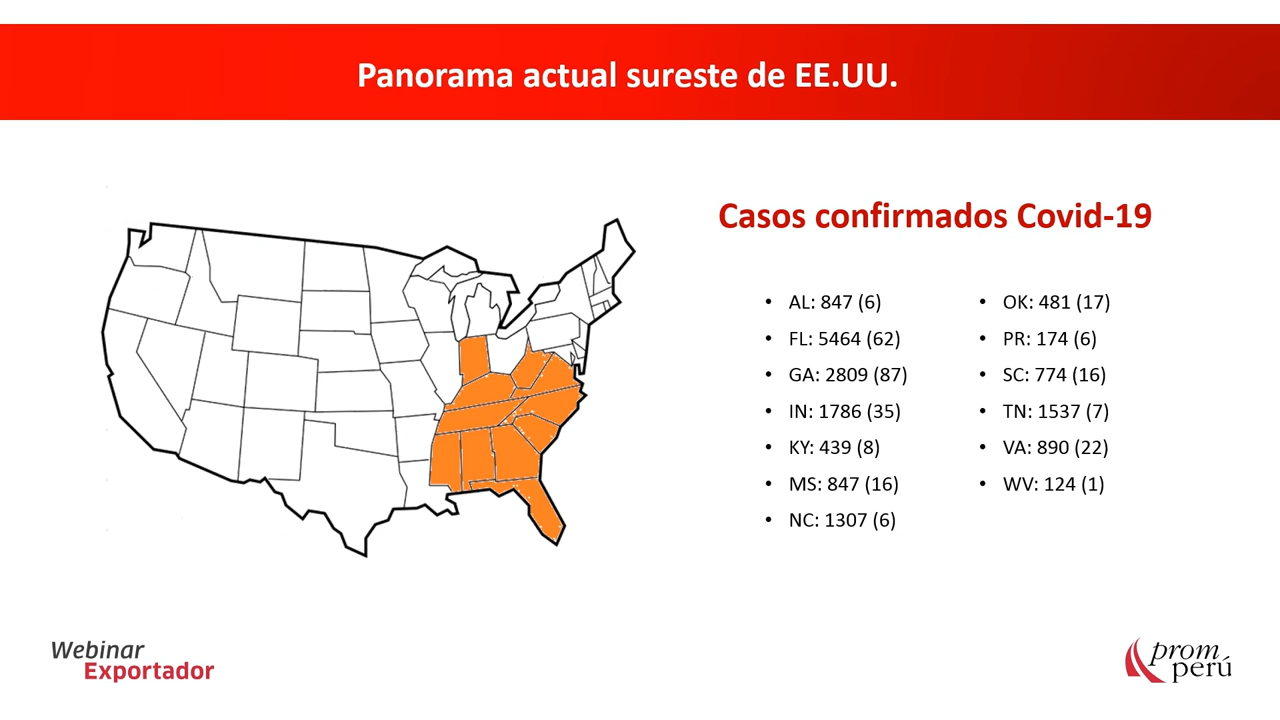 Panorama actual sureste de EE.UU.
Casos confirmados Covid-19
• AL: 847 (6)
• FL: 5464 (62)
• GA: 2809 (87)
• IN: 1786 (35)
• KY: 439 (8)
• MS: 847 (16)
• NC: 1307 (6)
• OK: 481 (17)
• PR: 174 (6)
• SC: 774 (16)
• TN: 1537 (7)
• VA: 890 (22)
• WV: 124 (1)
Webinar
Exportador
prom
perú